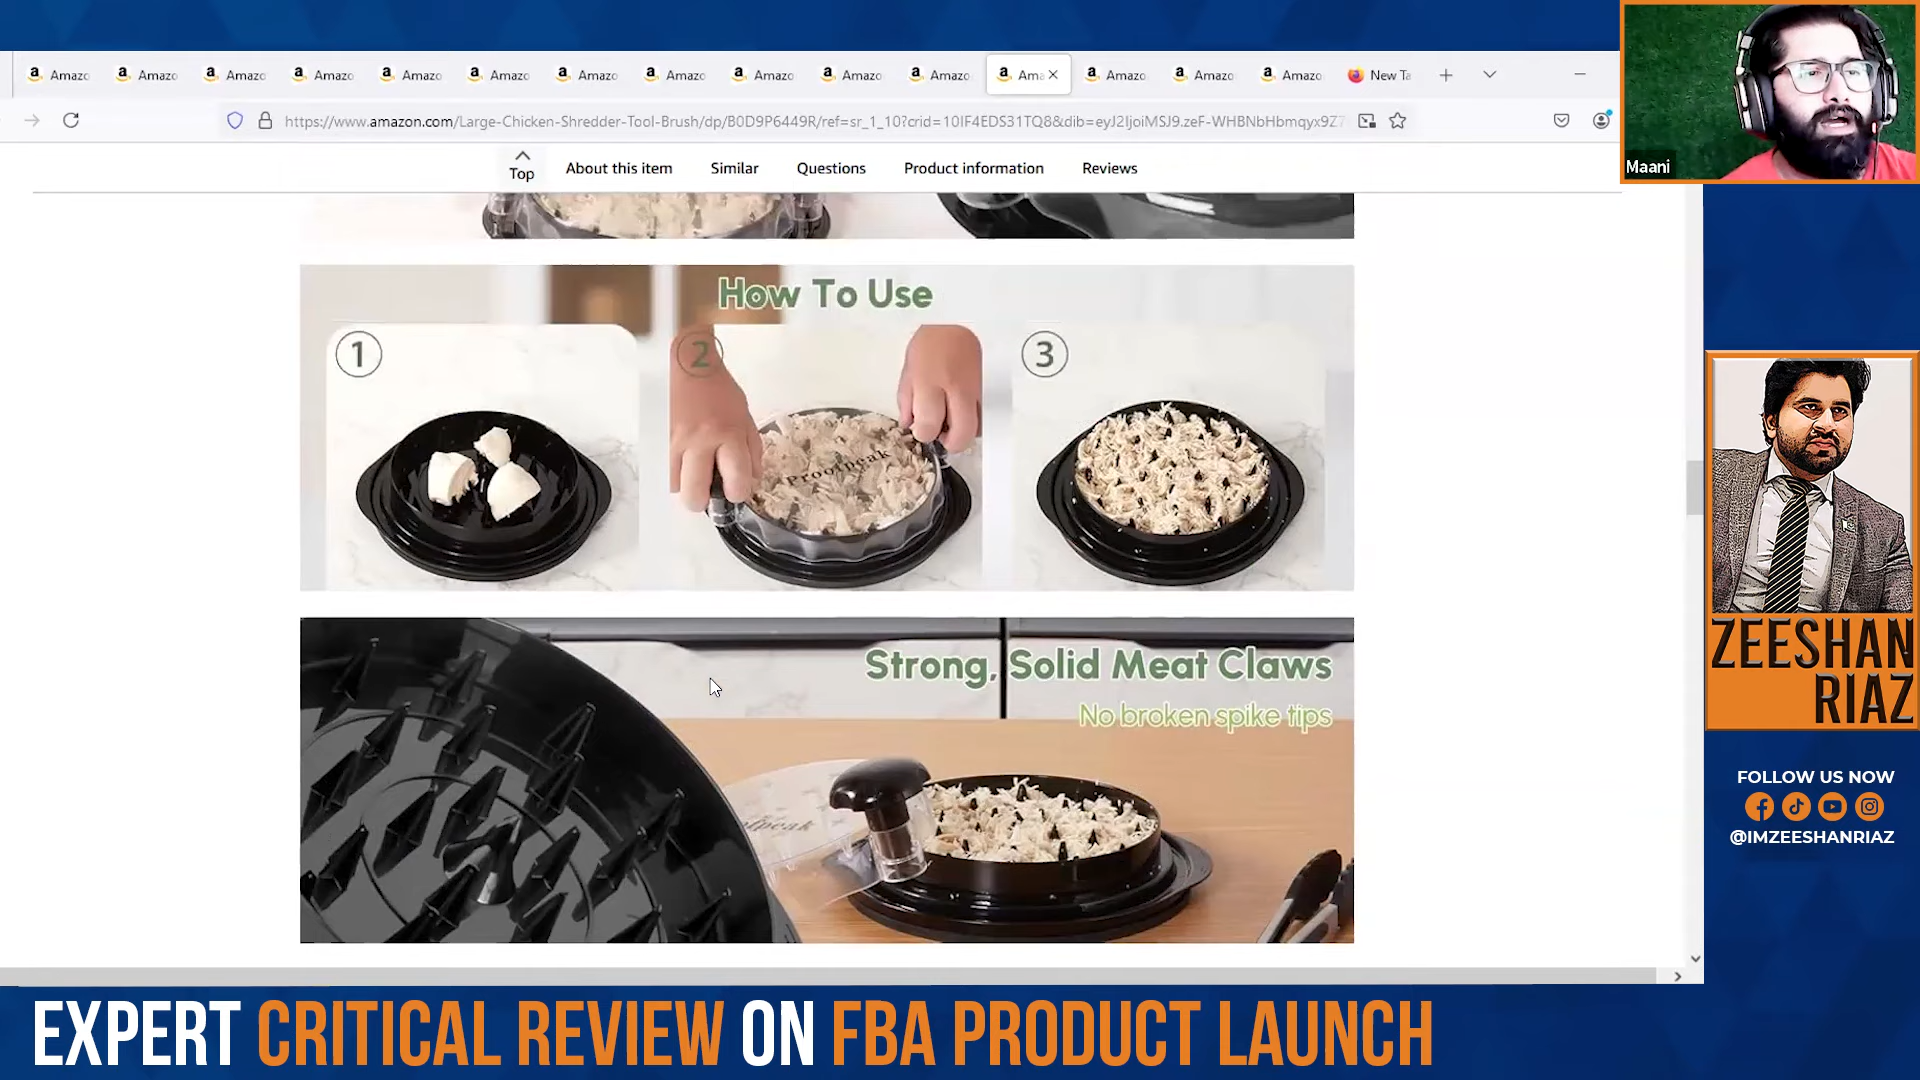 Amazo
Amazo
Amazo
Amazo
Amazo
Amazo
Amazo
Amazo
Amazo
Amazo
Amazo
Ama
Amazo
Amazo
Amazo
New Ta
https://www.amazon.com/Large-Chicken-Shredder-Tool-Brush/dp/B0D9P6449R/ref=sr_1_10?crid=10IF4EDS31TQ8&dib=eyJ2IjoiMSJ9.zeF-WHBNbHbmqyx9Z7
Maani
Top
About this item
Similar
Questions
Product information
Reviews
How To Use
1
2
3
Proofpeak
Strong, Solid Meat Claws
No broken spike tips
ZEESHAN
RIAZ
FOLLOW US NOW
@IMZEESHANRIAZ
EXPERT CRITICAL REVIEW ON FBA PRODUCT LAUNCH